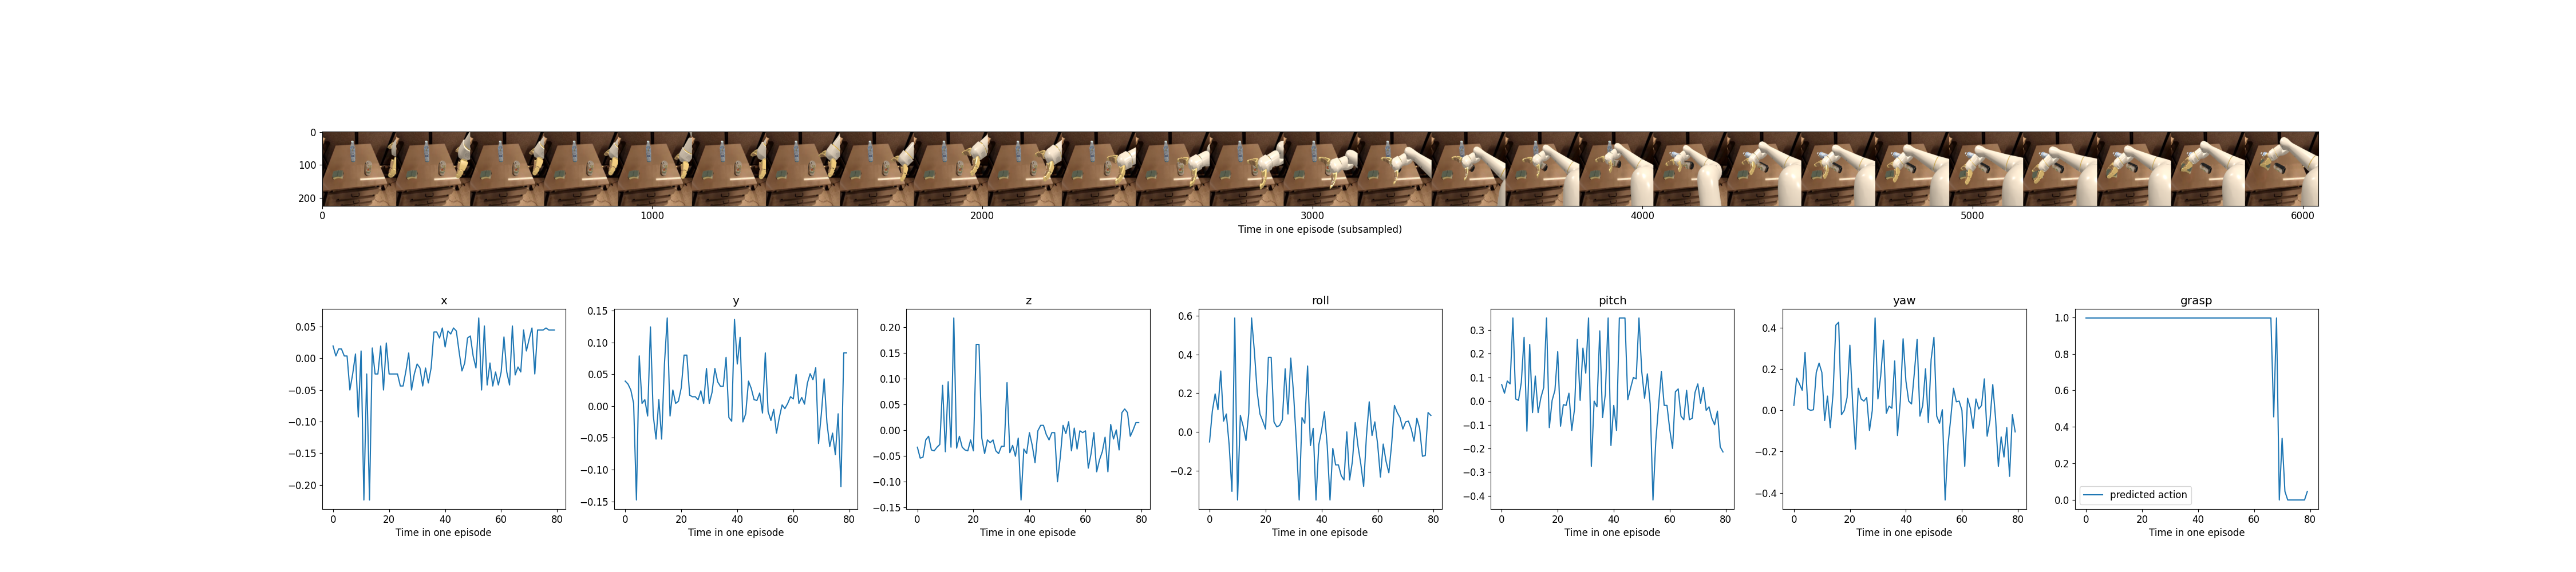 0
100
200
0 1000 2000 3000 4000 5000 6000
Time in one episode (subsampled)
x
0.05
0.00
−0.05
−0.10
−0.15
−0.20
0 20 40 60 80
Time in one episode
y
0.15
0.10
0.05
0.00
−0.05
−0.10
−0.15
0 20 40 60 80
Time in one episode
z
0.20
0.15
0.10
0.05
0.00
−0.05
−0.10
−0.15
0 20 40 60 80
Time in one episode
roll
0.6
0.4
0.2
0.0
−0.2
0 20 40 60 80
Time in one episode
pitch
0.3
0.2
0.1
0.0
−0.1
−0.2
−0.3
−0.4
0 20 40 60 80
Time in one episode
yaw
0.4
0.2
0.0
−0.2
−0.4
0 20 40 60 80
Time in one episode
grasp
1.0
0.8
0.6
0.4
0.2
0.0
predicted action
0 20 40 60 80
Time in one episode